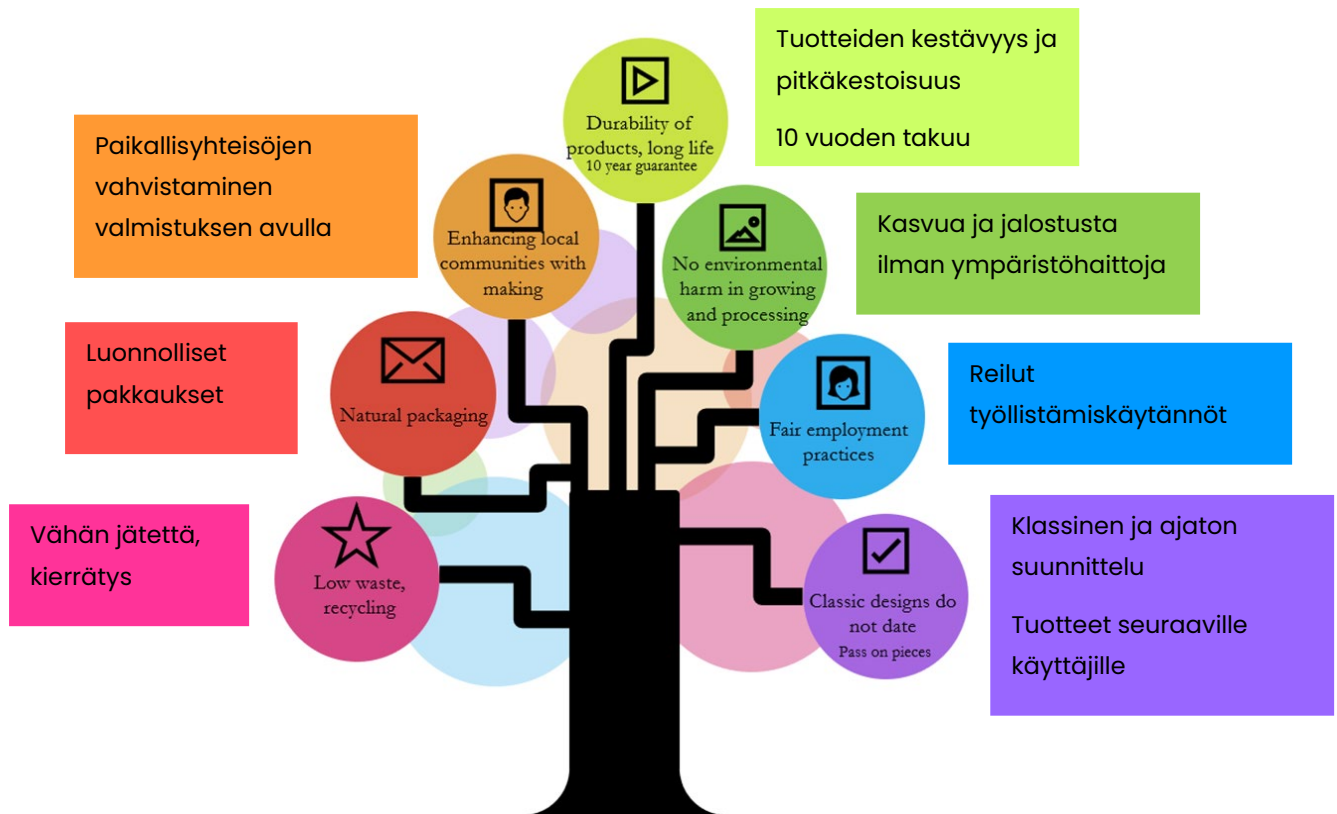 Tuotteiden kestävyys ja
pitkäkestoisuus
10 vuoden takuu
Durability of
products, long life
10 year guarantee
Paikallisyhteisöjen
vahvistaminen
valmistuksen avulla
Enhancing local
communities with
making
No environmental
harm in growing
and processing
Kasvua ja jalostusta
ilman ympäristöhaittoja
Luonnolliset
pakkaukset
Natural packaging
Fair employment
practices
Reilut
työllistämiskäytännöt
Vähän jätettä,
kierrätys
Low waste,
recycling
Classic designs do
not date
Pass on pieces
Klassinen ja ajaton
suunnittelu
Tuotteet seuraaville
käyttäjille